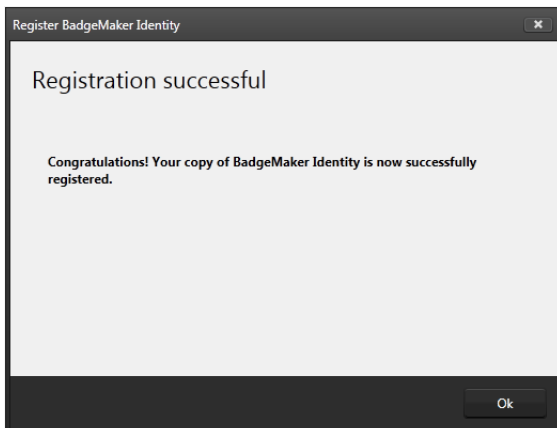 Register BadgeMaker Identity
Registration successful
Congratulations! Your copy of BadgeMaker Identity is now successfully
registered.
Ok